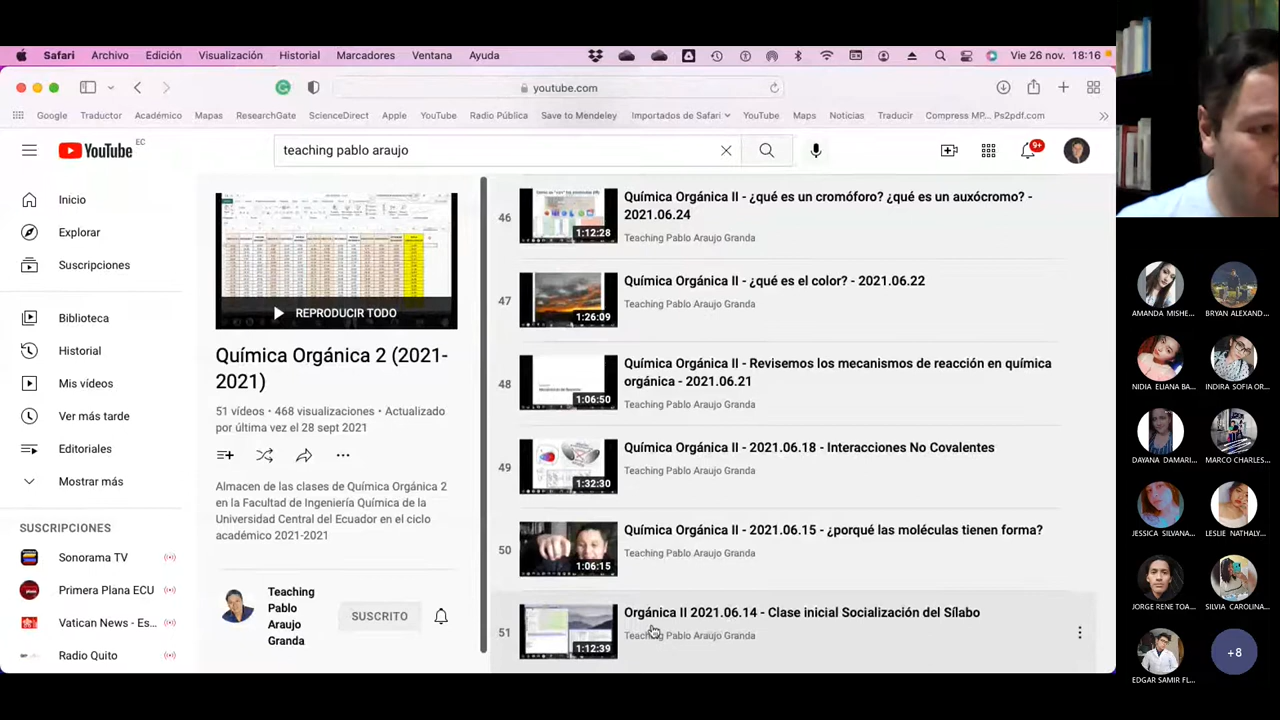 Safari Archivo Edición Visualización Historial Marcadores Ventana Ayuda Vie 26 nov. 18:16
youtube.com
Google Traductor Académico Mapas ResearchGate ScienceDirect Apple YouTube Radio Pública Save to Mendeley Importados de Safari YouTube Maps Noticias Traducir Compress MP... Ps2pdf.com
YouTube EC
teaching pablo araujo
9+
Inicio
Explorar
Suscripciones
Biblioteca
Historial
Mis vídeos
Ver más tarde
Editoriales
Mostrar más
SUSCRIPCIONES
Sonorama TV
Primera Plana ECU
Vatican News - Es...
Radio Quito
REPRODUCIR TODO
Química Orgánica 2 (2021-
2021)
51 vídeos • 468 visualizaciones • Actualizado
por última vez el 28 sept 2021
Almacen de las clases de Química Orgánica 2
en la Facultad de Ingeniería Química de la
Universidad Central del Ecuador en el ciclo
académico 2021-2021
Teaching
Pablo
Araujo
Granda
SUSCRITO
46
1:12:28
Química Orgánica II - ¿qué es un cromóforo? ¿qué es un auxócromo? -
2021.06.24
Teaching Pablo Araujo Granda
47
1:26:09
Química Orgánica II - ¿qué es el color? - 2021.06.22
Teaching Pablo Araujo Granda
48
1:06:50
Química Orgánica II - Revisemos los mecanismos de reacción en química
orgánica - 2021.06.21
Teaching Pablo Araujo Granda
49
1:32:30
Química Orgánica II - 2021.06.18 - Interacciones No Covalentes
Teaching Pablo Araujo Granda
50
1:06:15
Química Orgánica II - 2021.06.15 - ¿porqué las moléculas tienen forma?
Teaching Pablo Araujo Granda
51
1:12:39
Orgánica II 2021.06.14 - Clase inicial Socialización del Sílabo
Teaching Pablo Araujo Granda
AMANDA MISHE... BRYAN ALEXAND...
NIDIA ELIANA BA... INDIRA SOFIA OR...
DAYANA DAMARI... MARCO CHARLES...
JESSICA SILVANA... LESLIE NATHALY...
JORGE RENE TOA... SILVIA CAROLINA...
EDGAR SAMIR FL... +8